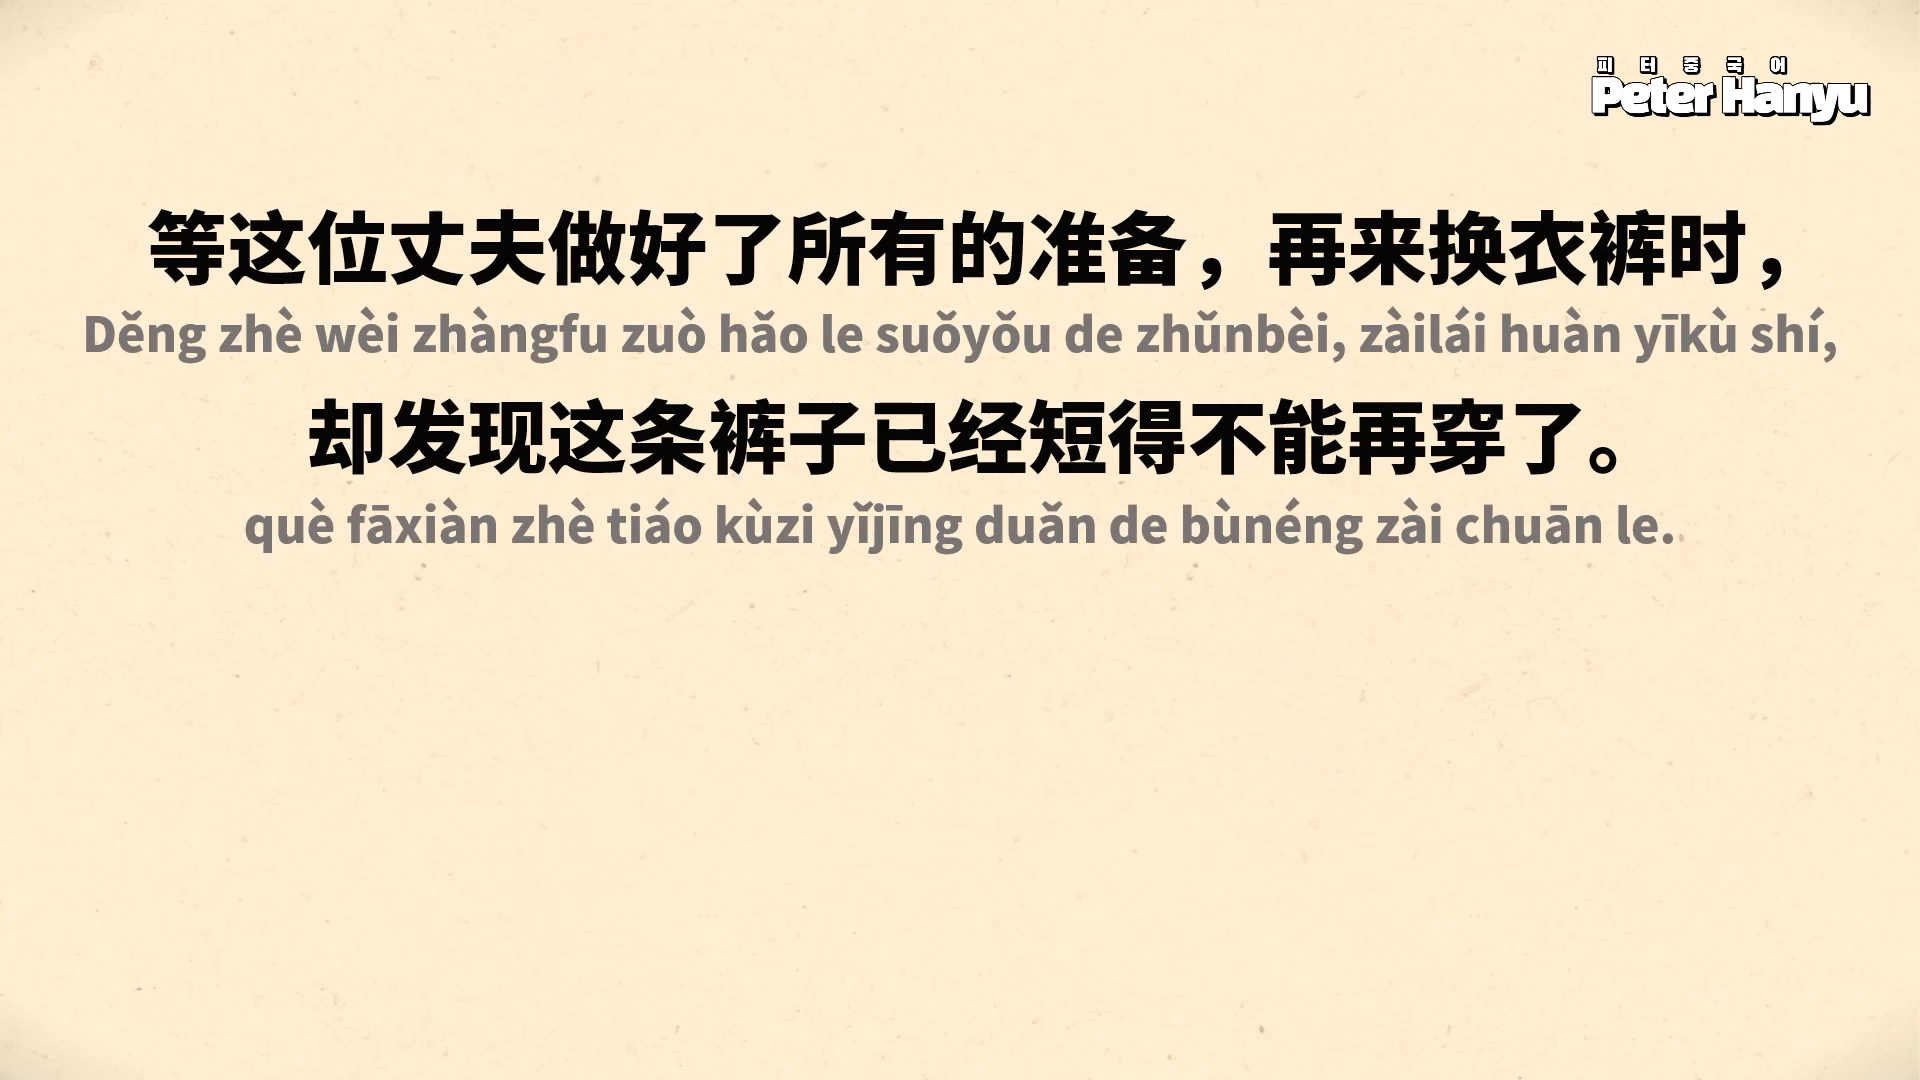 피터중국어
Peter Hanyu
等这位丈夫做好了所有的准备，再来换衣裤时，
Děng zhè wèi zhàngfu zuò hǎo le suǒyǒu de zhǔnbèi, zàilái huàn yīkù shí,
却发现这条裤子已经短得不能再穿了。
què fāxiàn zhè tiáo kùzi yǐjīng duǎn de bùnéng zài chuān le.